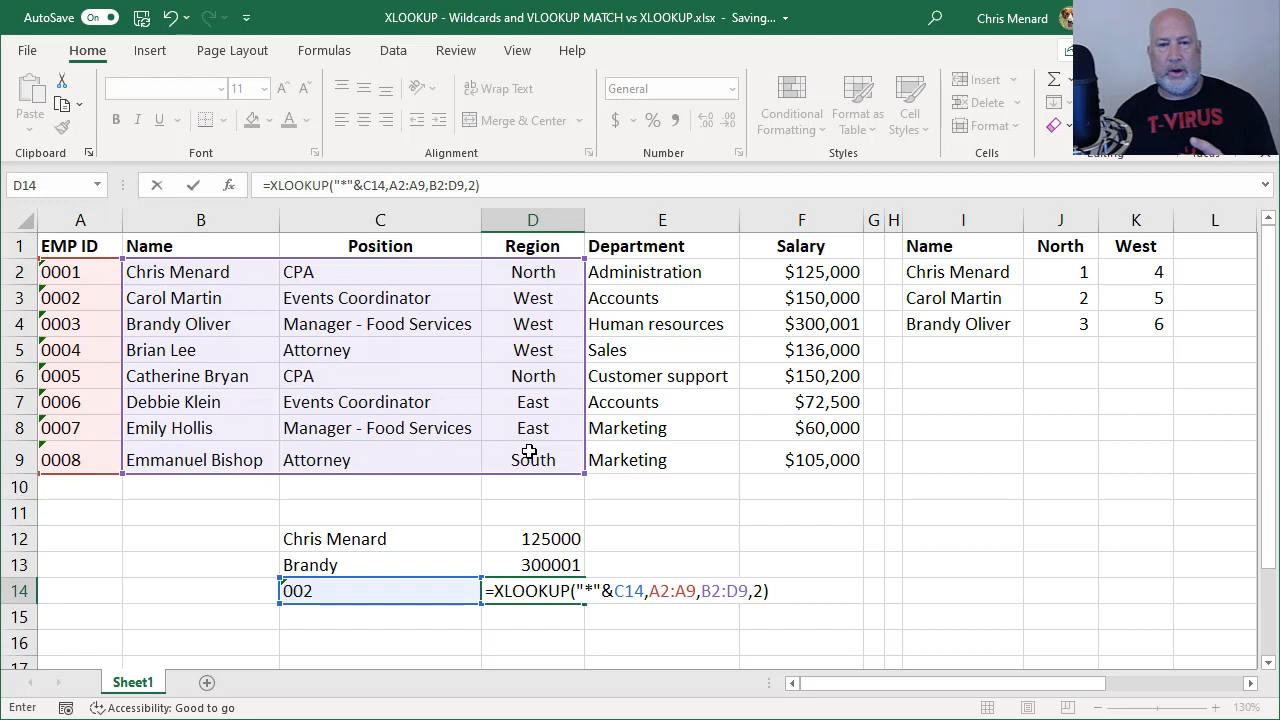 AutoSave On XLOOKUP - Wildcards and VLOOKUP MATCH vs XLOOKUP.xlsx - Saving... Chris Menard
File Home Insert Page Layout Formulas Data Review View Help
Paste 11 Wrap Text General Conditional Formatting Format as Table Cell Styles Insert
B I U Merge & Center $ % Delete
Format
Clipboard Font Alignment Number Styles Cells
T-VIRUS
D14 fx =XLOOKUP("*"&C14,A2:A9,B2:D9,2)
A B C D E F G H I J K L
1 EMP ID Name Position Region Department Salary Name North West
2 0001 Chris Menard CPA North Administration $125,000 Chris Menard 1 4
3 0002 Carol Martin Events Coordinator West Accounts $150,000 Carol Martin 2 5
4 0003 Brandy Oliver Manager - Food Services West Human resources $300,001 Brandy Oliver 3 6
5 0004 Brian Lee Attorney West Sales $136,000
6 0005 Catherine Bryan CPA North Customer support $150,200
7 0006 Debbie Klein Events Coordinator East Accounts $72,500
8 0007 Emily Hollis Manager - Food Services East Marketing $60,000
9 0008 Emmanuel Bishop Attorney South Marketing $105,000
10
11
12 Chris Menard 125000
13 Brandy 300001
14 002 =XLOOKUP("*"&C14,A2:A9,B2:D9,2)
15
16
17
Sheet1
Enter Accessibility: Good to go 130%